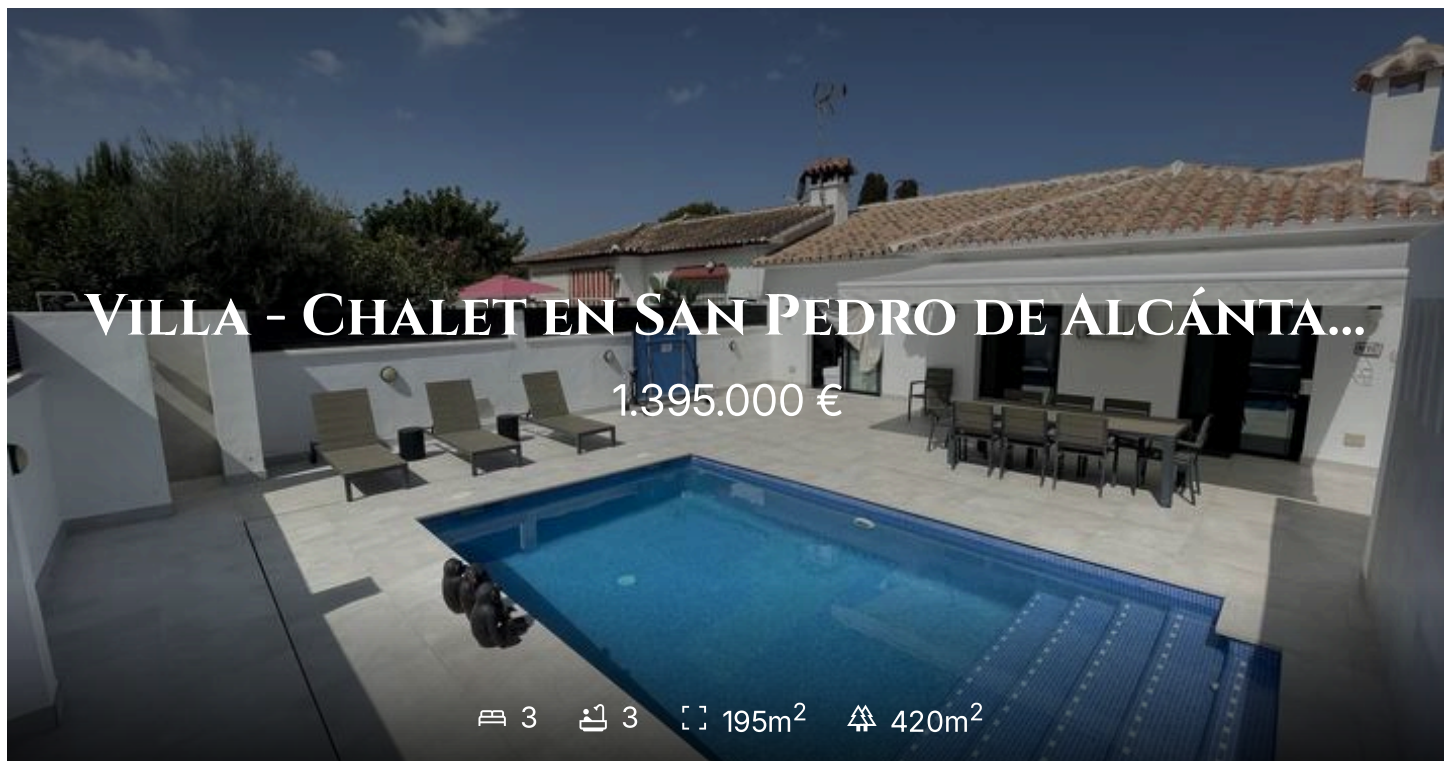 Villa - Chalet en San Pedro de Alcánta...
1.395.000 €
3 3 195m² 420m²